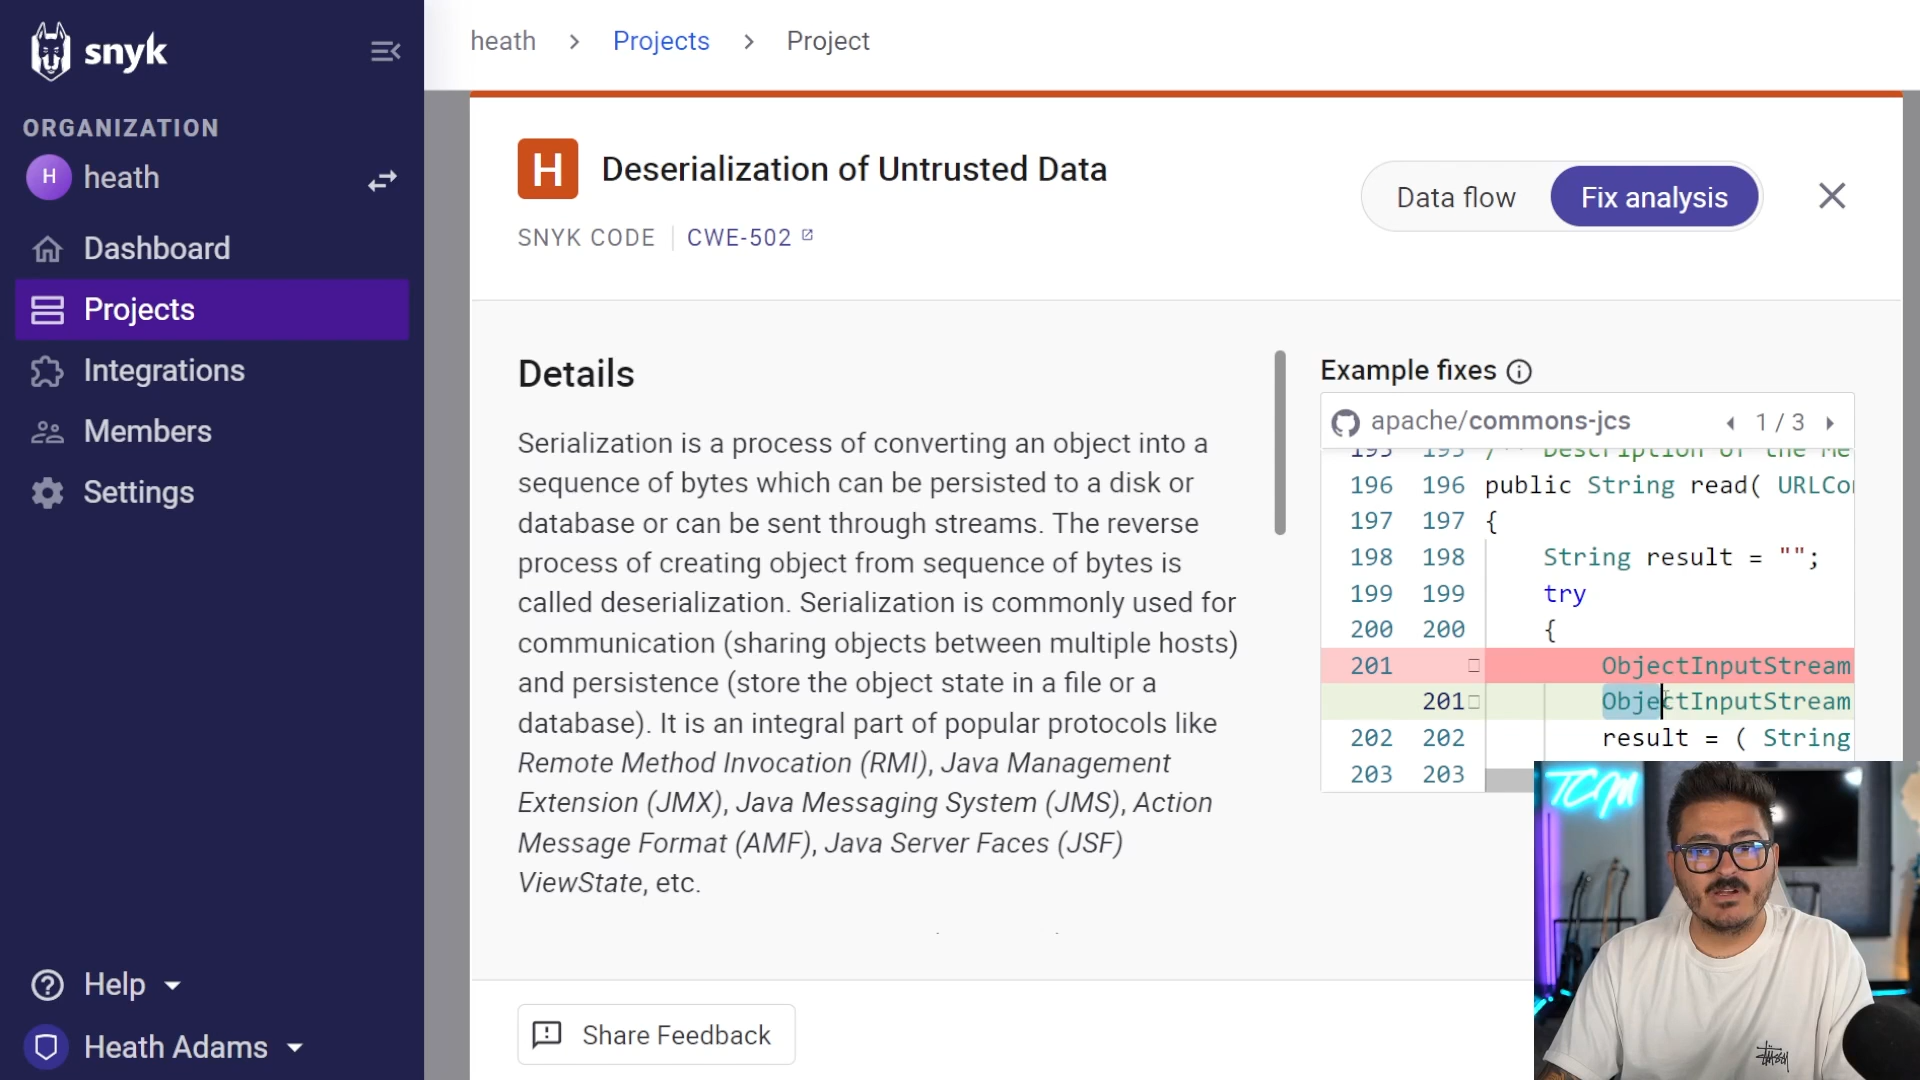 snyk
ORGANIZATION
H heath
Dashboard
Projects
Integrations
Members
Settings
Help
Heath Adams
heath > Projects > Project
H Deserialization of Untrusted Data
SNYK CODE | CWE-502
Data flow Fix analysis
Details
Serialization is a process of converting an object into a
sequence of bytes which can be persisted to a disk or
database or can be sent through streams. The reverse
process of creating object from sequence of bytes is
called deserialization. Serialization is commonly used for
communication (sharing objects between multiple hosts)
and persistence (store the object state in a file or a
database). It is an integral part of popular protocols like
Remote Method Invocation (RMI), Java Management
Extension (JMX), Java Messaging System (JMS), Action
Message Format (AMF), Java Server Faces (JSF)
ViewState, etc.
Share Feedback
Example fixes
apache/commons-jcs 1 / 3
195 195 /** Description of the Me
196 196 public String read( URLCo
197 197 {
198 198 String result = "";
199 199 try
200 200 {
201 ObjectInputStream
201 ObjectInputStream
202 202 result = ( String
203 203
TCM